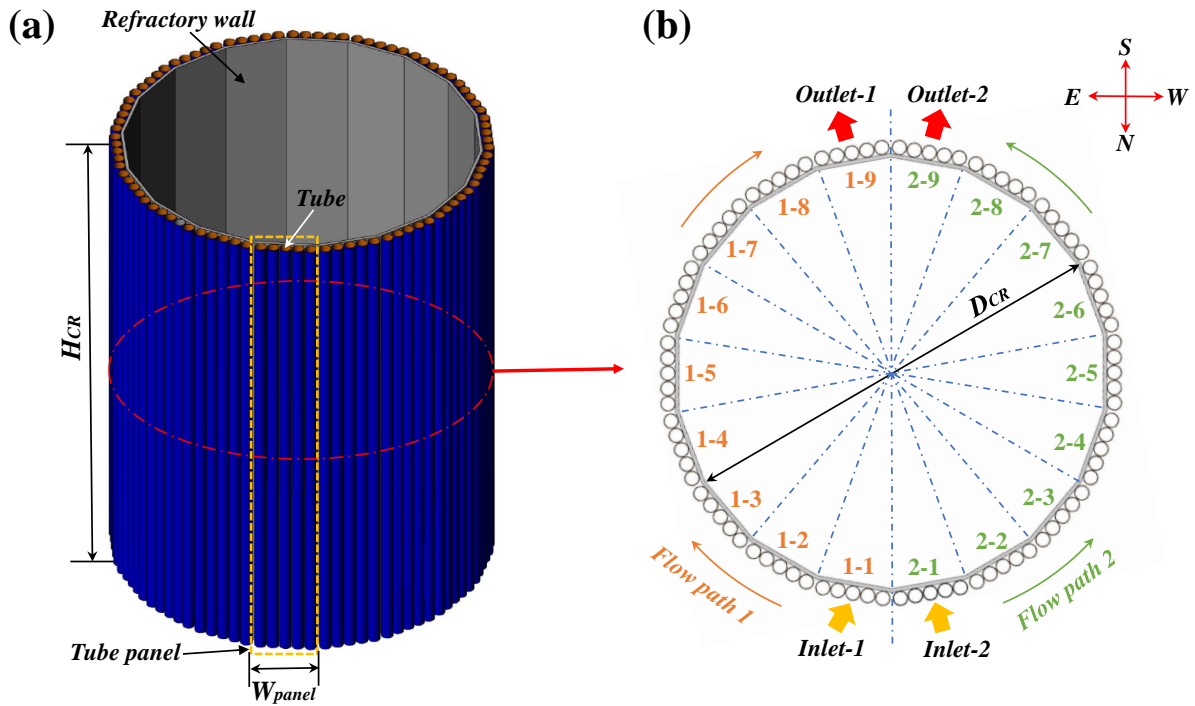 (a)
Refractory wall
Tube
HCR
Tube panel
Wpanel
(b)
S
E
W
N
Outlet-1
Outlet-2
1-9
2-9
1-8
2-8
1-7
2-7
DCR
1-6
2-6
1-5
2-5
1-4
2-4
1-3
2-3
1-2
2-2
1-1
2-1
Flow path 1
Flow path 2
Inlet-1
Inlet-2